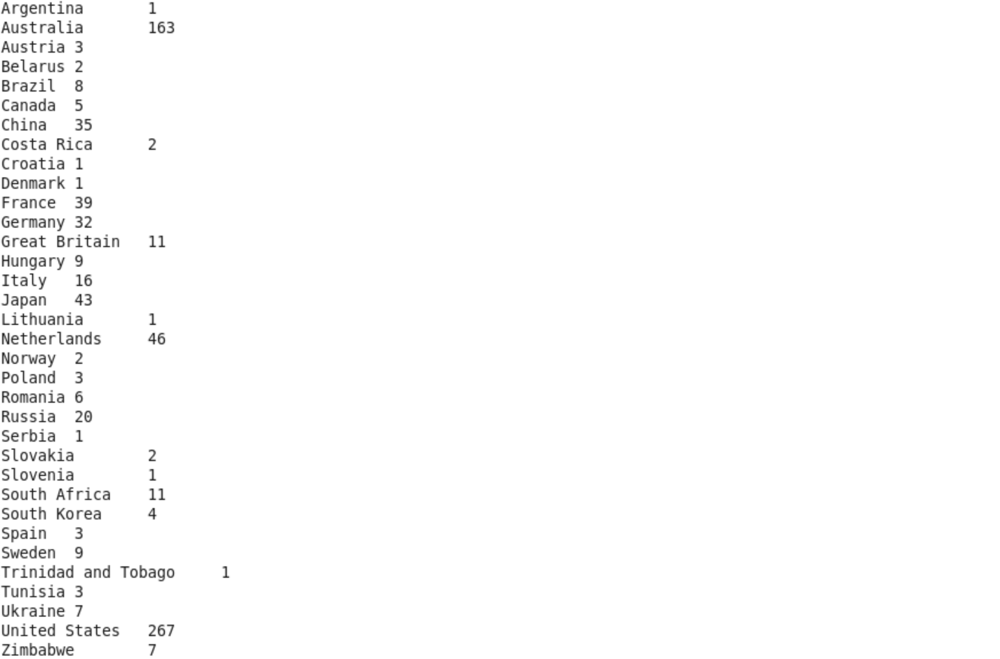 Argentina	1
Australia	163
Austria	3
Belarus	2
Brazil	8
Canada	5
China	35
Costa Rica	2
Croatia	1
Denmark	1
France	39
Germany	32
Great Britain	11
Hungary	9
Italy	16
Japan	43
Lithuania	1
Netherlands	46
Norway	2
Poland	3
Romania	6
Russia	20
Serbia	1
Slovakia	2
Slovenia	1
South Africa	11
South Korea	4
Spain	3
Sweden	9
Trinidad and Tobago	1
Tunisia	3
Ukraine	7
United States	267
Zimbabwe	7